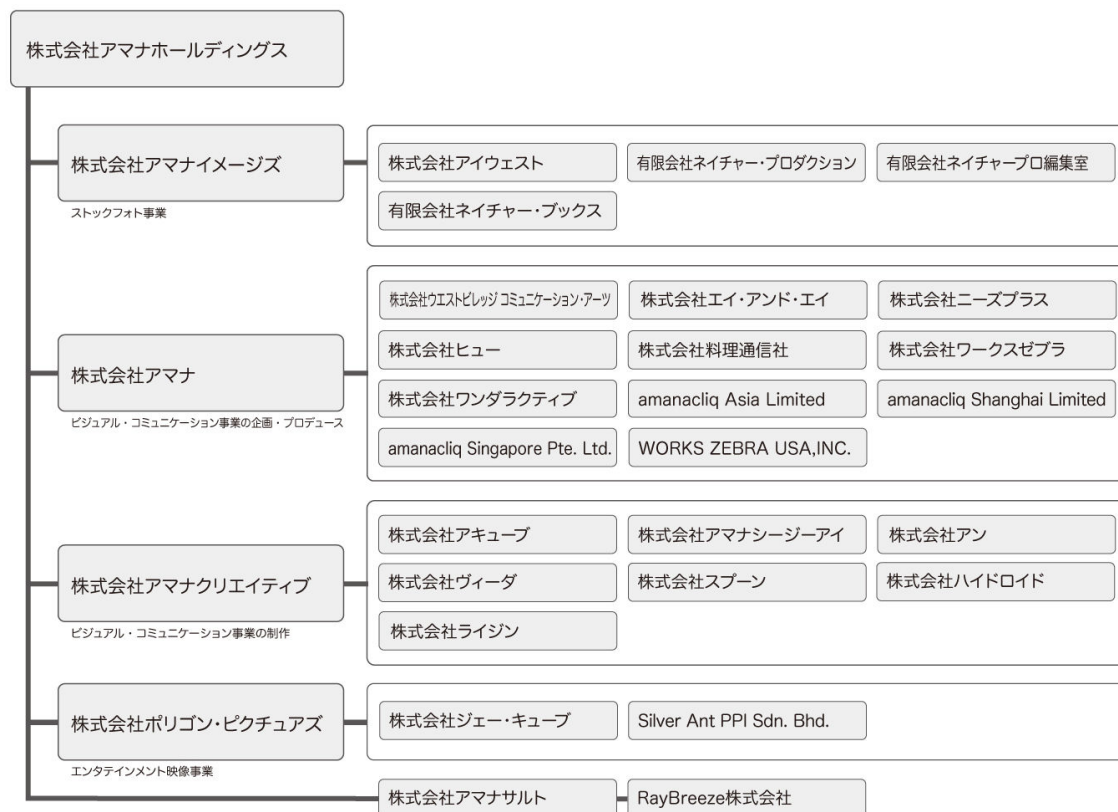 株式会社アマナホールディングス
株式会社アマナイメージズ
ストックフォト事業
株式会社アイウェスト
有限会社ネイチャー・プロダクション
有限会社ネイチャープロ編集室
有限会社ネイチャー・ブックス
株式会社アマナ
ビジュアル・コミュニケーション事業の企画・プロデュース
株式会社ウエストビレッジ コミュニケーション・アーツ
株式会社エイ・アンド・エイ
株式会社ニーズプラス
株式会社ヒュー
株式会社料理通信社
株式会社ワークスゼブラ
株式会社ワンダラクティブ
amanacliq Asia Limited
amanacliq Shanghai Limited
amanacliq Singapore Pte. Ltd.
WORKS ZEBRA USA,INC.
株式会社アマナクリエイティブ
ビジュアル・コミュニケーション事業の制作
株式会社アキューブ
株式会社アマナシージーアイ
株式会社アン
株式会社ヴィーダ
株式会社スプーン
株式会社ハイドロイド
株式会社ライジン
株式会社ポリゴン・ピクチュアズ
エンタテインメント映像事業
株式会社ジェー・キューブ
Silver Ant PPI Sdn. Bhd.
株式会社アマナサルト
RayBreeze株式会社